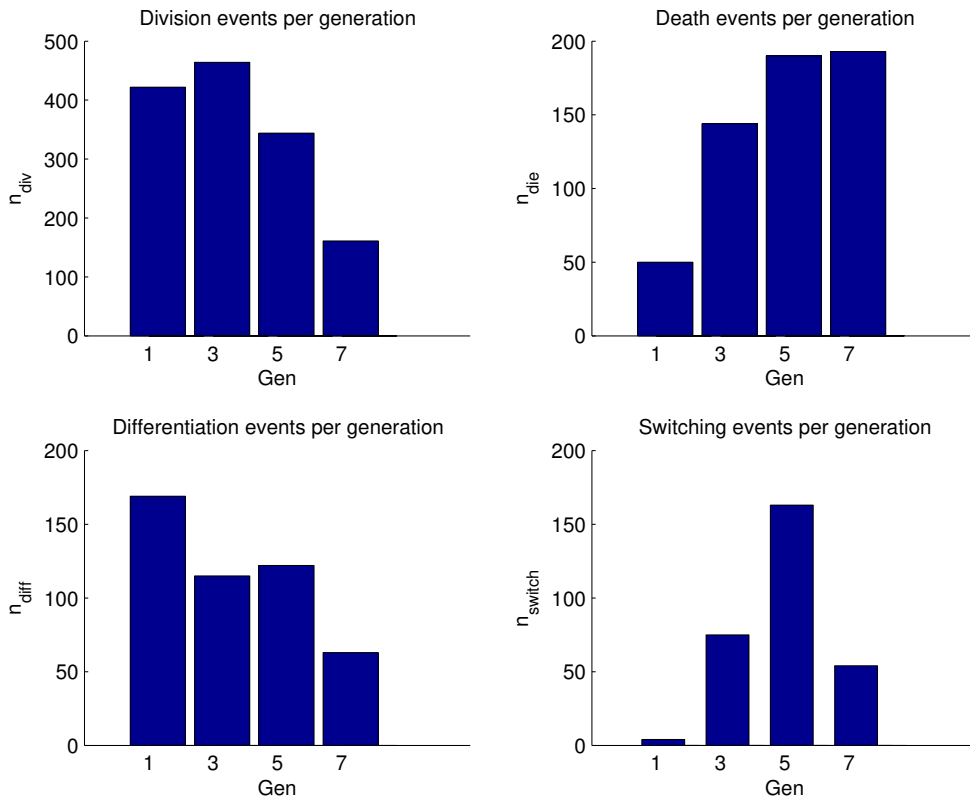 Division events per generation
500
400
300
200
100
0
n_div
1 3 5 7
Gen
Death events per generation
200
150
100
50
0
n_die
1 3 5 7
Gen
Differentiation events per generation
200
150
100
50
0
n_diff
1 3 5 7
Gen
Switching events per generation
200
150
100
50
0
n_switch
1 3 5 7
Gen